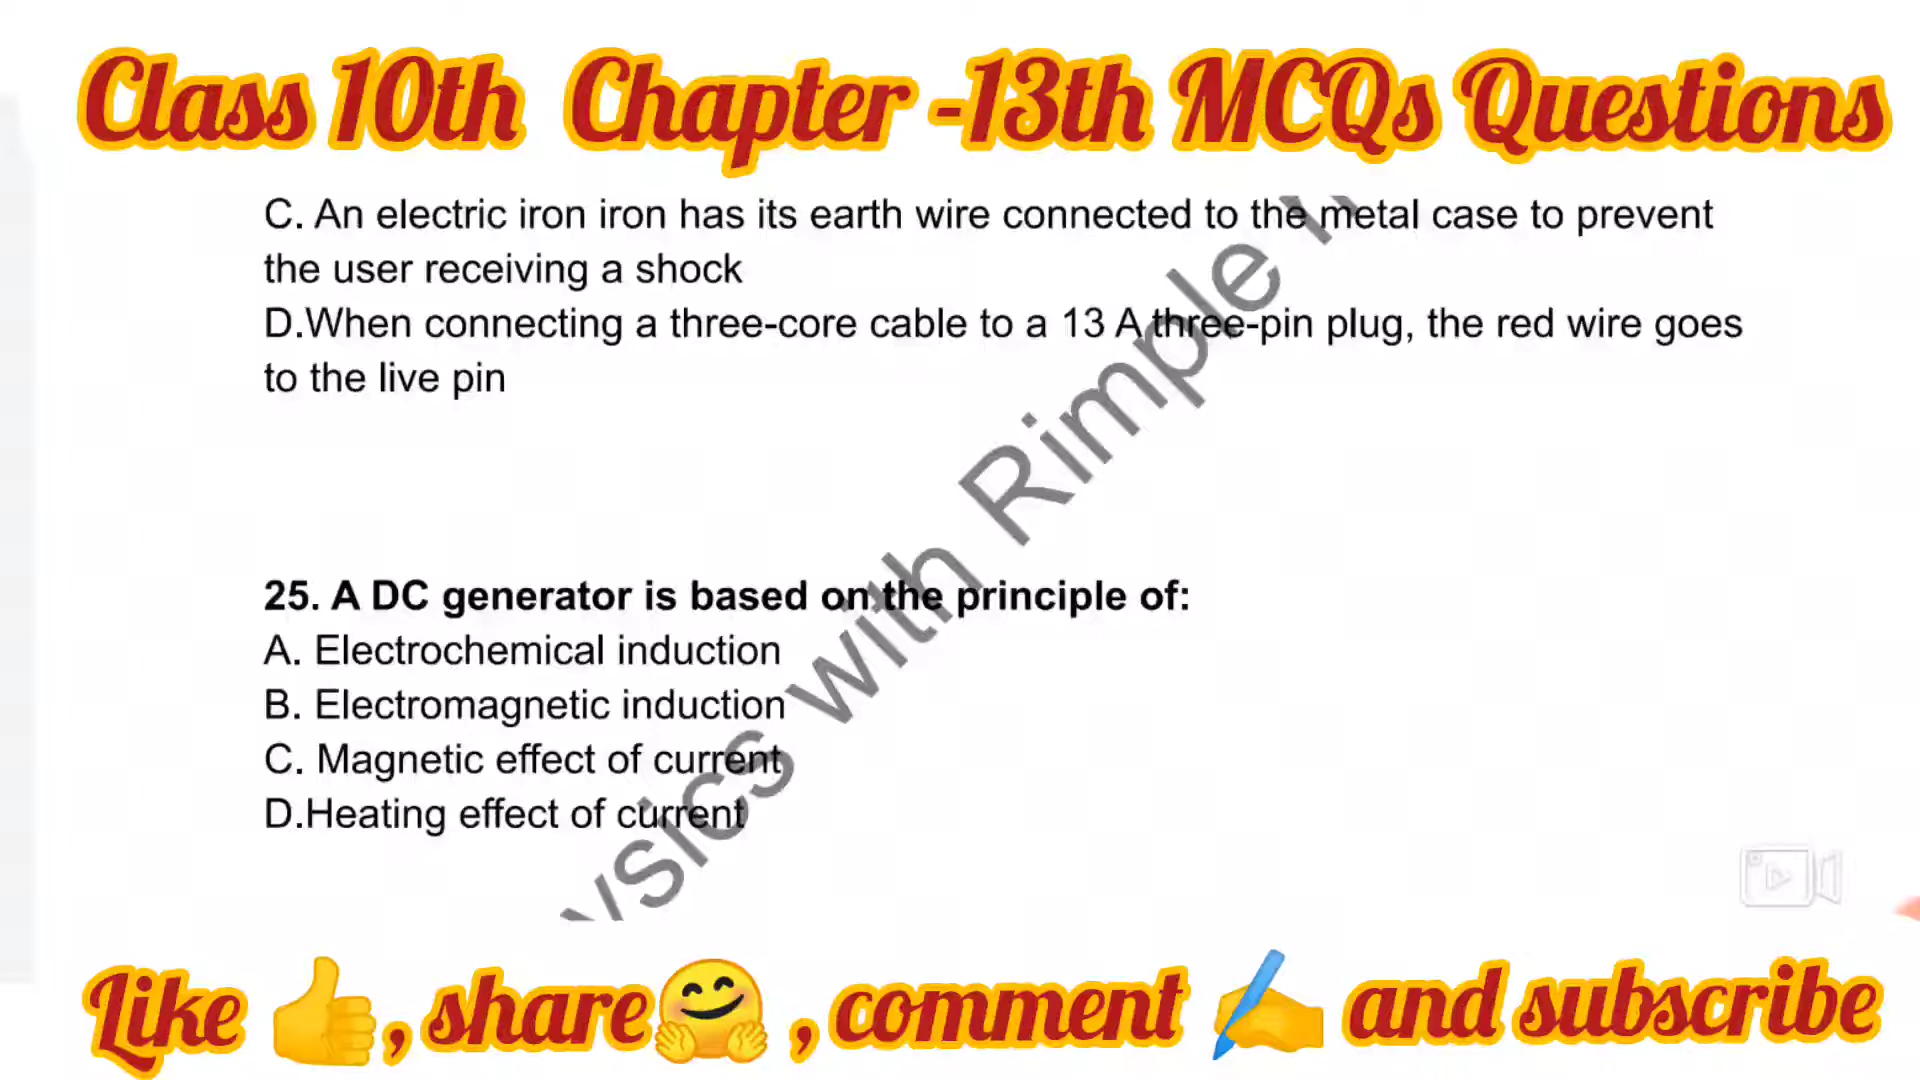 Class 10th Chapter -13th MCQs Questions
C. An electric iron iron has its earth wire connected to the metal case to prevent
the user receiving a shock
D.When connecting a three-core cable to a 13 A three-pin plug, the red wire goes
to the live pin
25. A DC generator is based on the principle of:
A. Electrochemical induction
B. Electromagnetic induction
C. Magnetic effect of current
D.Heating effect of current
with Rimple
Like 👍, share🤗, comment ✍ and subscribe